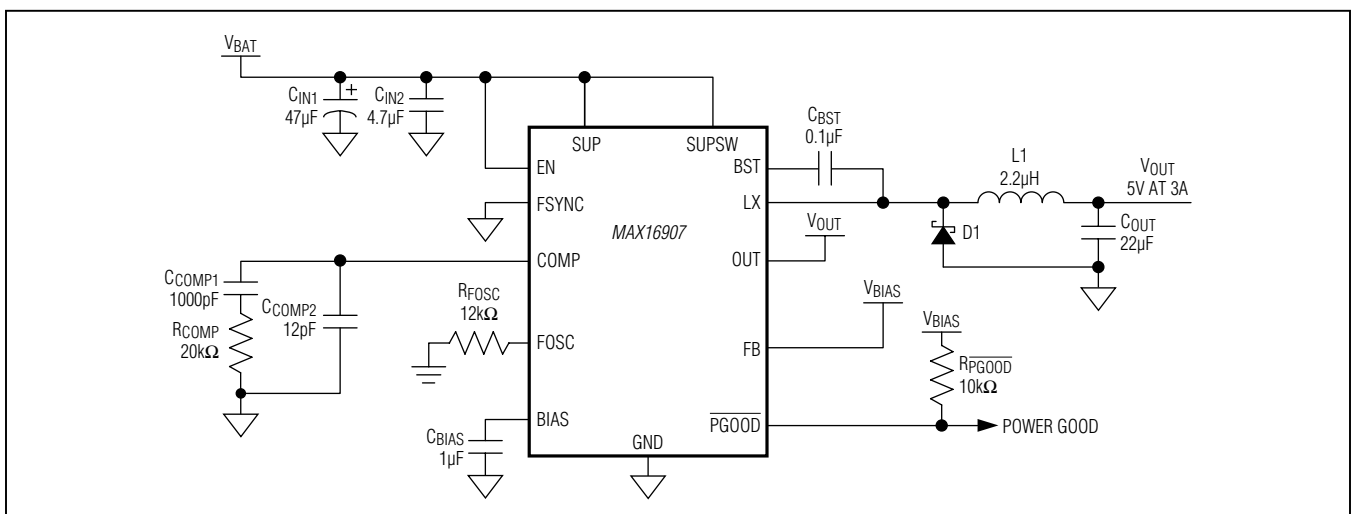 VBAT
CIN1
47µF
+
CIN2
4.7µF
SUP
SUPSW
EN
FSYNC
COMP
FOSC
BIAS
GND
MAX16907
BST
LX
OUT
FB
PGOOD
CBST
0.1µF
L1
2.2µH
VOUT
5V AT 3A
COUT
22µF
D1
VOUT
VBIAS
VBIAS
RPGOOD
10kΩ
POWER GOOD
CCOMP1
1000pF
CCOMP2
12pF
RCOMP
20kΩ
RFOSC
12kΩ
CBIAS
1µF